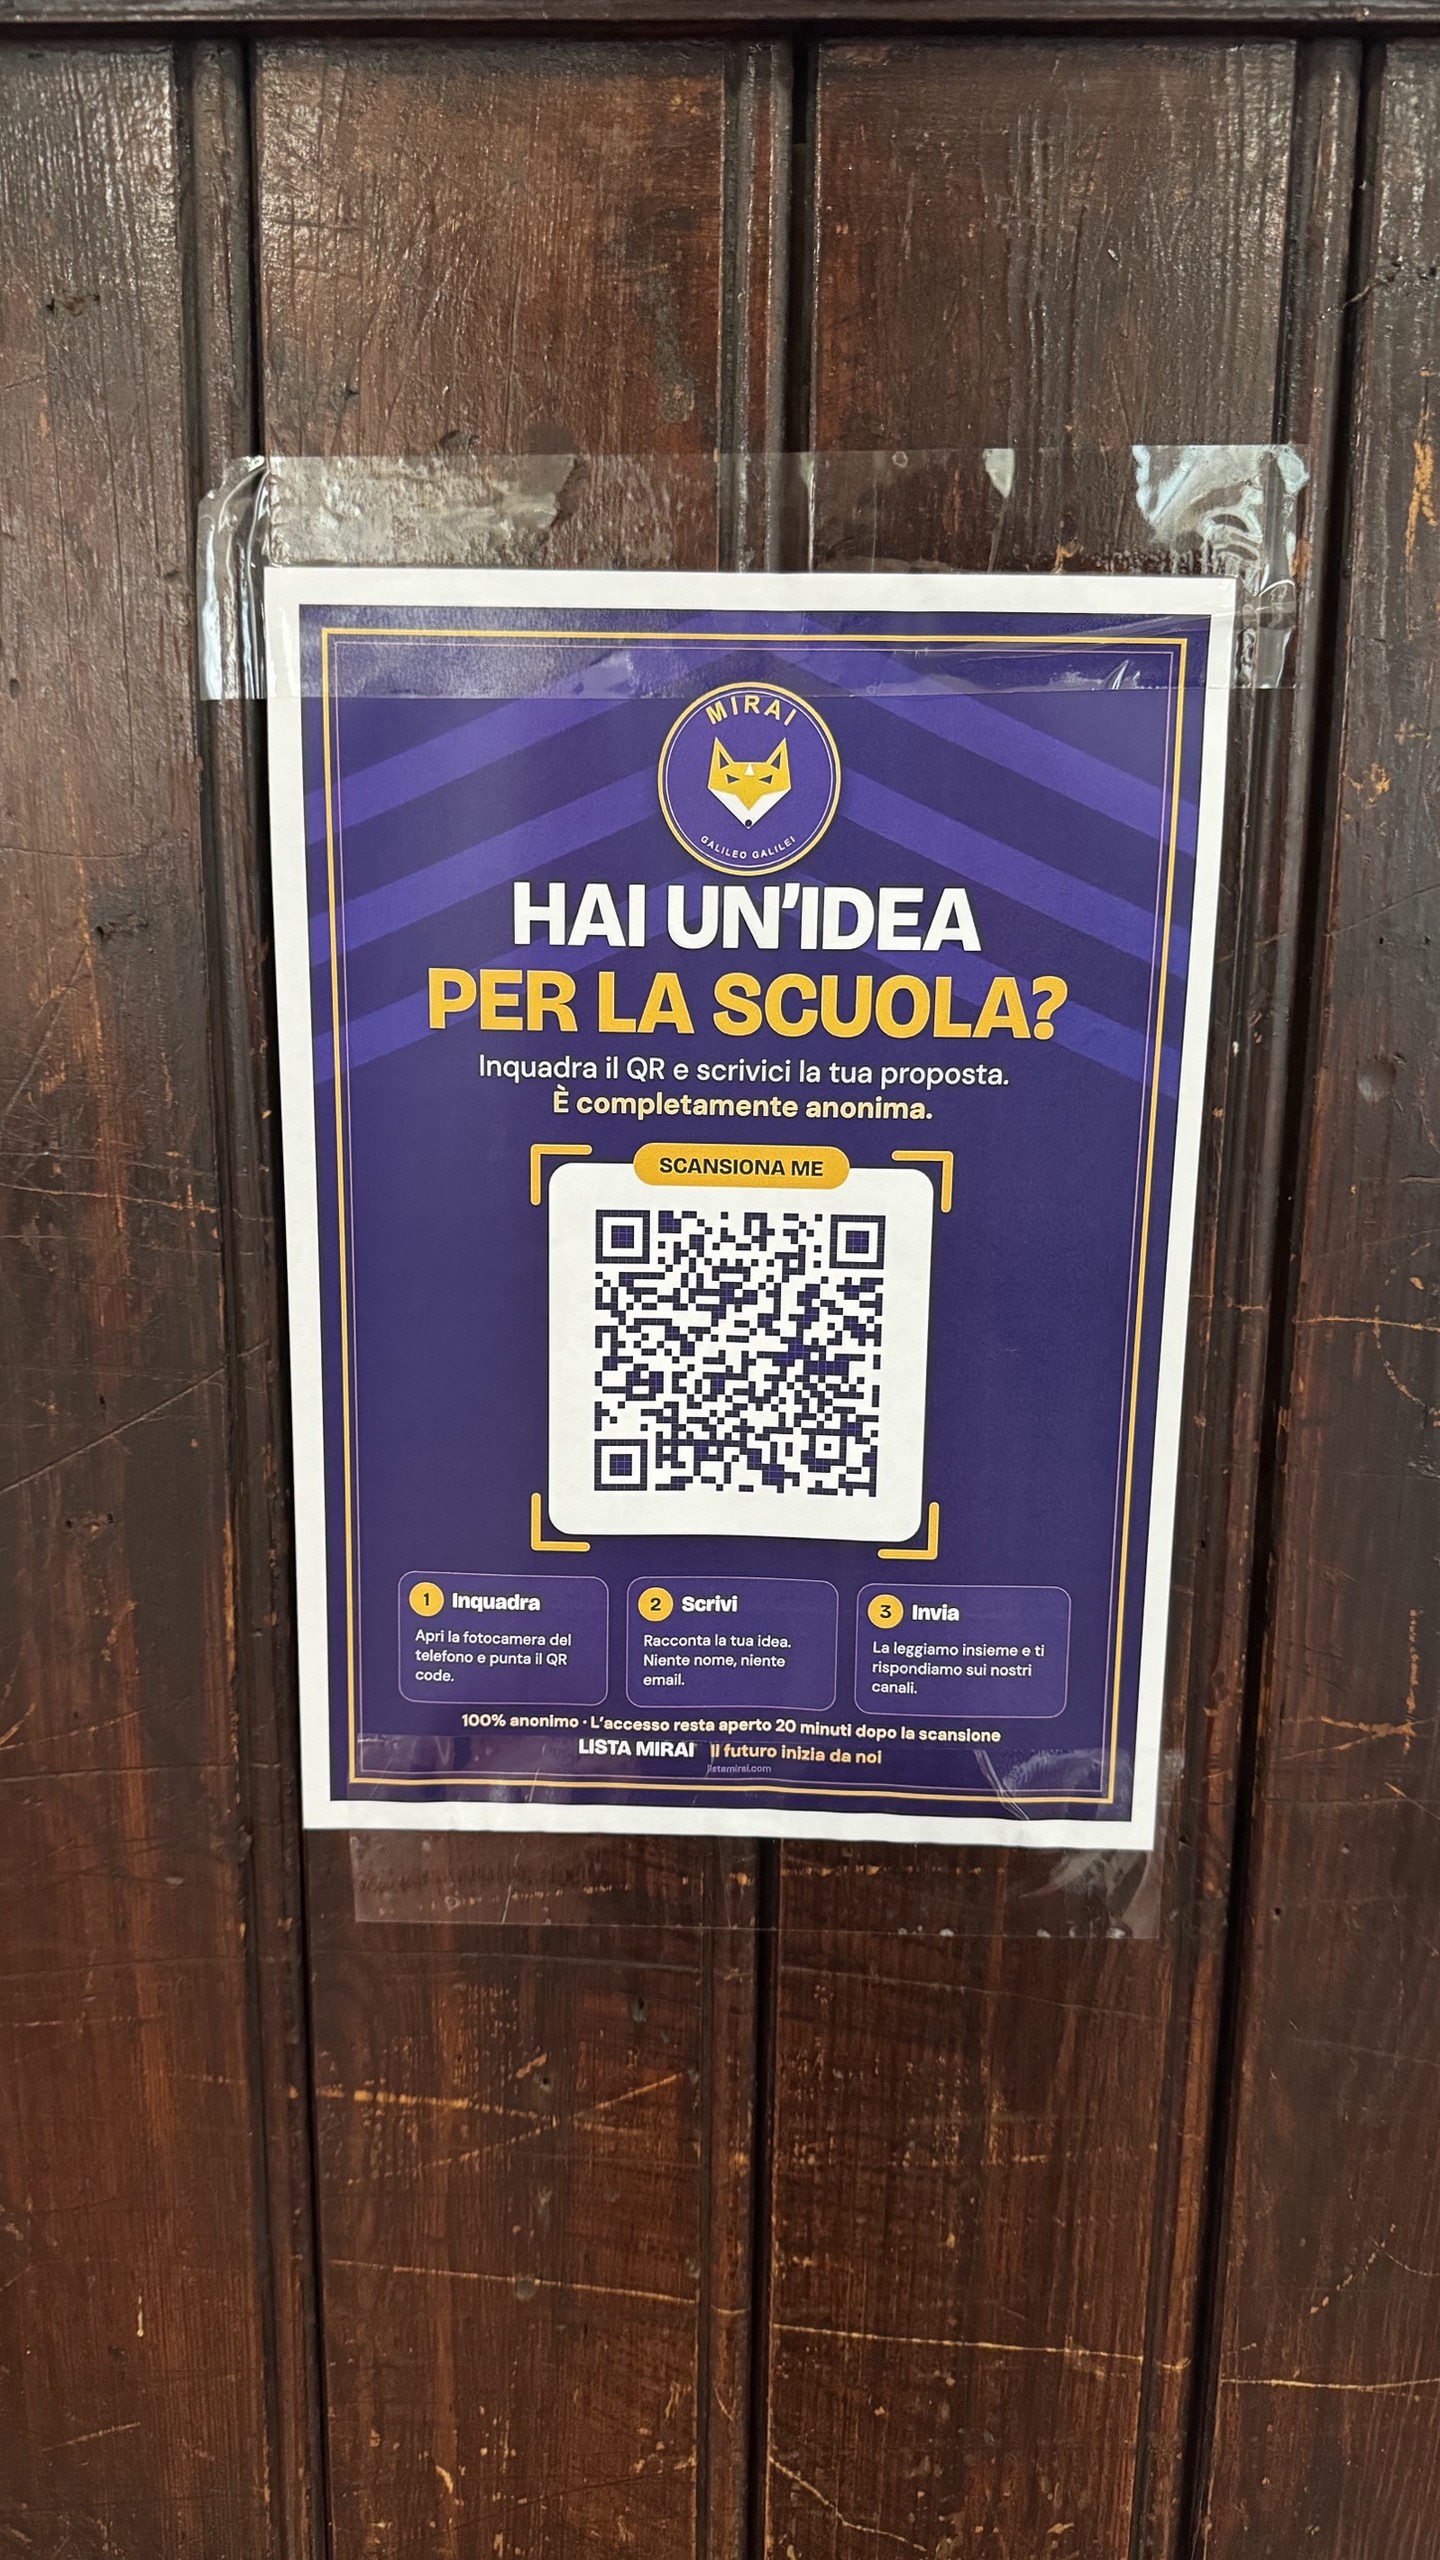 MIRAI
GALILEO GALILEI
HAI UN'IDEA
PER LA SCUOLA?
Inquadra il QR e scrivici la tua proposta.
È completamente anonima.
SCANSIONA ME
1 Inquadra
Apri la fotocamera del
telefono e punta il QR
code.
2 Scrivi
Racconta la tua idea.
Niente nome, niente
email.
3 Invia
La leggiamo insieme e ti
rispondiamo sui nostri
canali.
100% anonimo · L'accesso resta aperto 20 minuti dopo la scansione
LISTA MIRAI Il futuro inizia da noi
listamirai.com